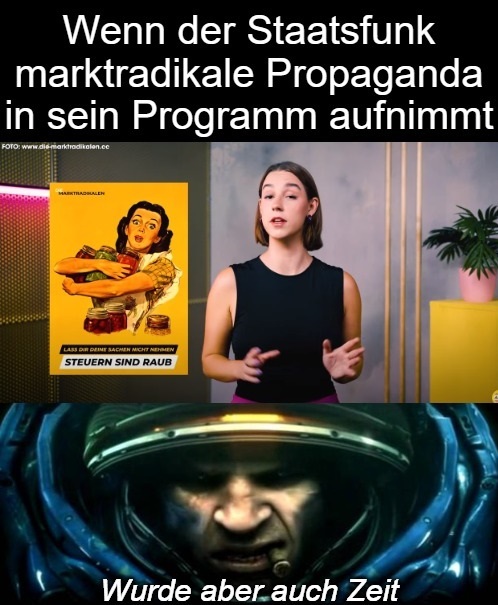 Wenn der Staatsfunk
marktradikale Propaganda
in sein Programm aufnimmt
FOTO: www.die-marktradikalen.cc
MARKTRADIKALEN
LASS DIR DEINE SACHEN NICHT NEHMEN
STEUERN SIND RAUB
Wurde aber auch Zeit